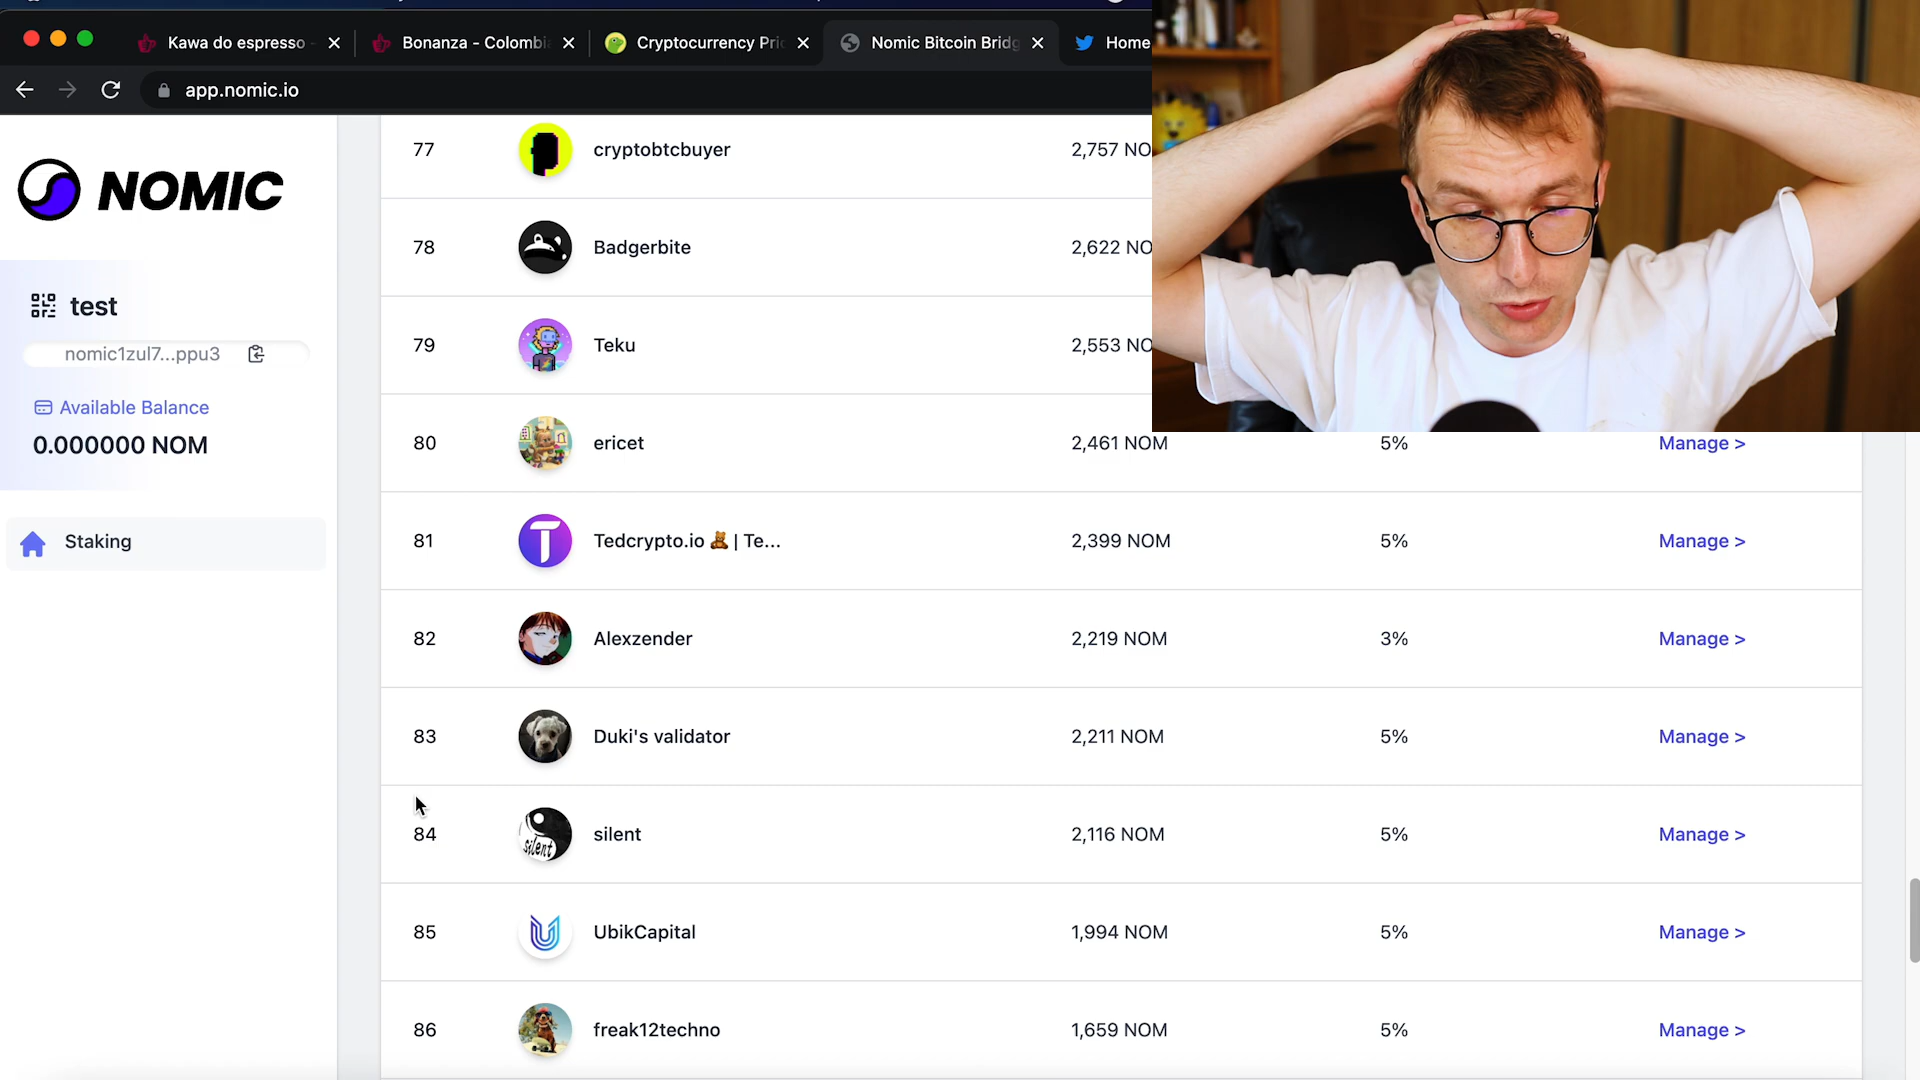 Kawa do espresso
Bonanza - Colombi
Cryptocurrency Pri
Nomic Bitcoin Bridg
Home
app.nomic.io
NOMIC
test
nomic1zul7...ppu3
Available Balance
0.000000 NOM
Staking
77 cryptobtcbuyer 2,757 NO
78 Badgerbite 2,622 NO
79 Teku 2,553 NO
80 ericet 2,461 NOM 5% Manage >
81 Tedcrypto.io 🧸 | Te... 2,399 NOM 5% Manage >
82 Alexzender 2,219 NOM 3% Manage >
83 Duki's validator 2,211 NOM 5% Manage >
84 silent silent 2,116 NOM 5% Manage >
85 UbikCapital 1,994 NOM 5% Manage >
86 freak12techno 1,659 NOM 5% Manage >